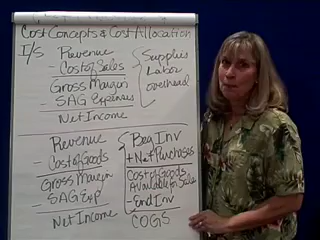 Cost Concepts & Cost Allocation
I/S Revenue
- Cost of Sales
Gross Margin
- SAG Expenses
Net Income
Supplies
Labor
overhead
Revenue
- Cost of Goods
Gross Margin
- SAG Exp
Net Income
Beg Inv
+ Net Purchases
Cost of Goods
Available for Sale
- End Inv
COGS